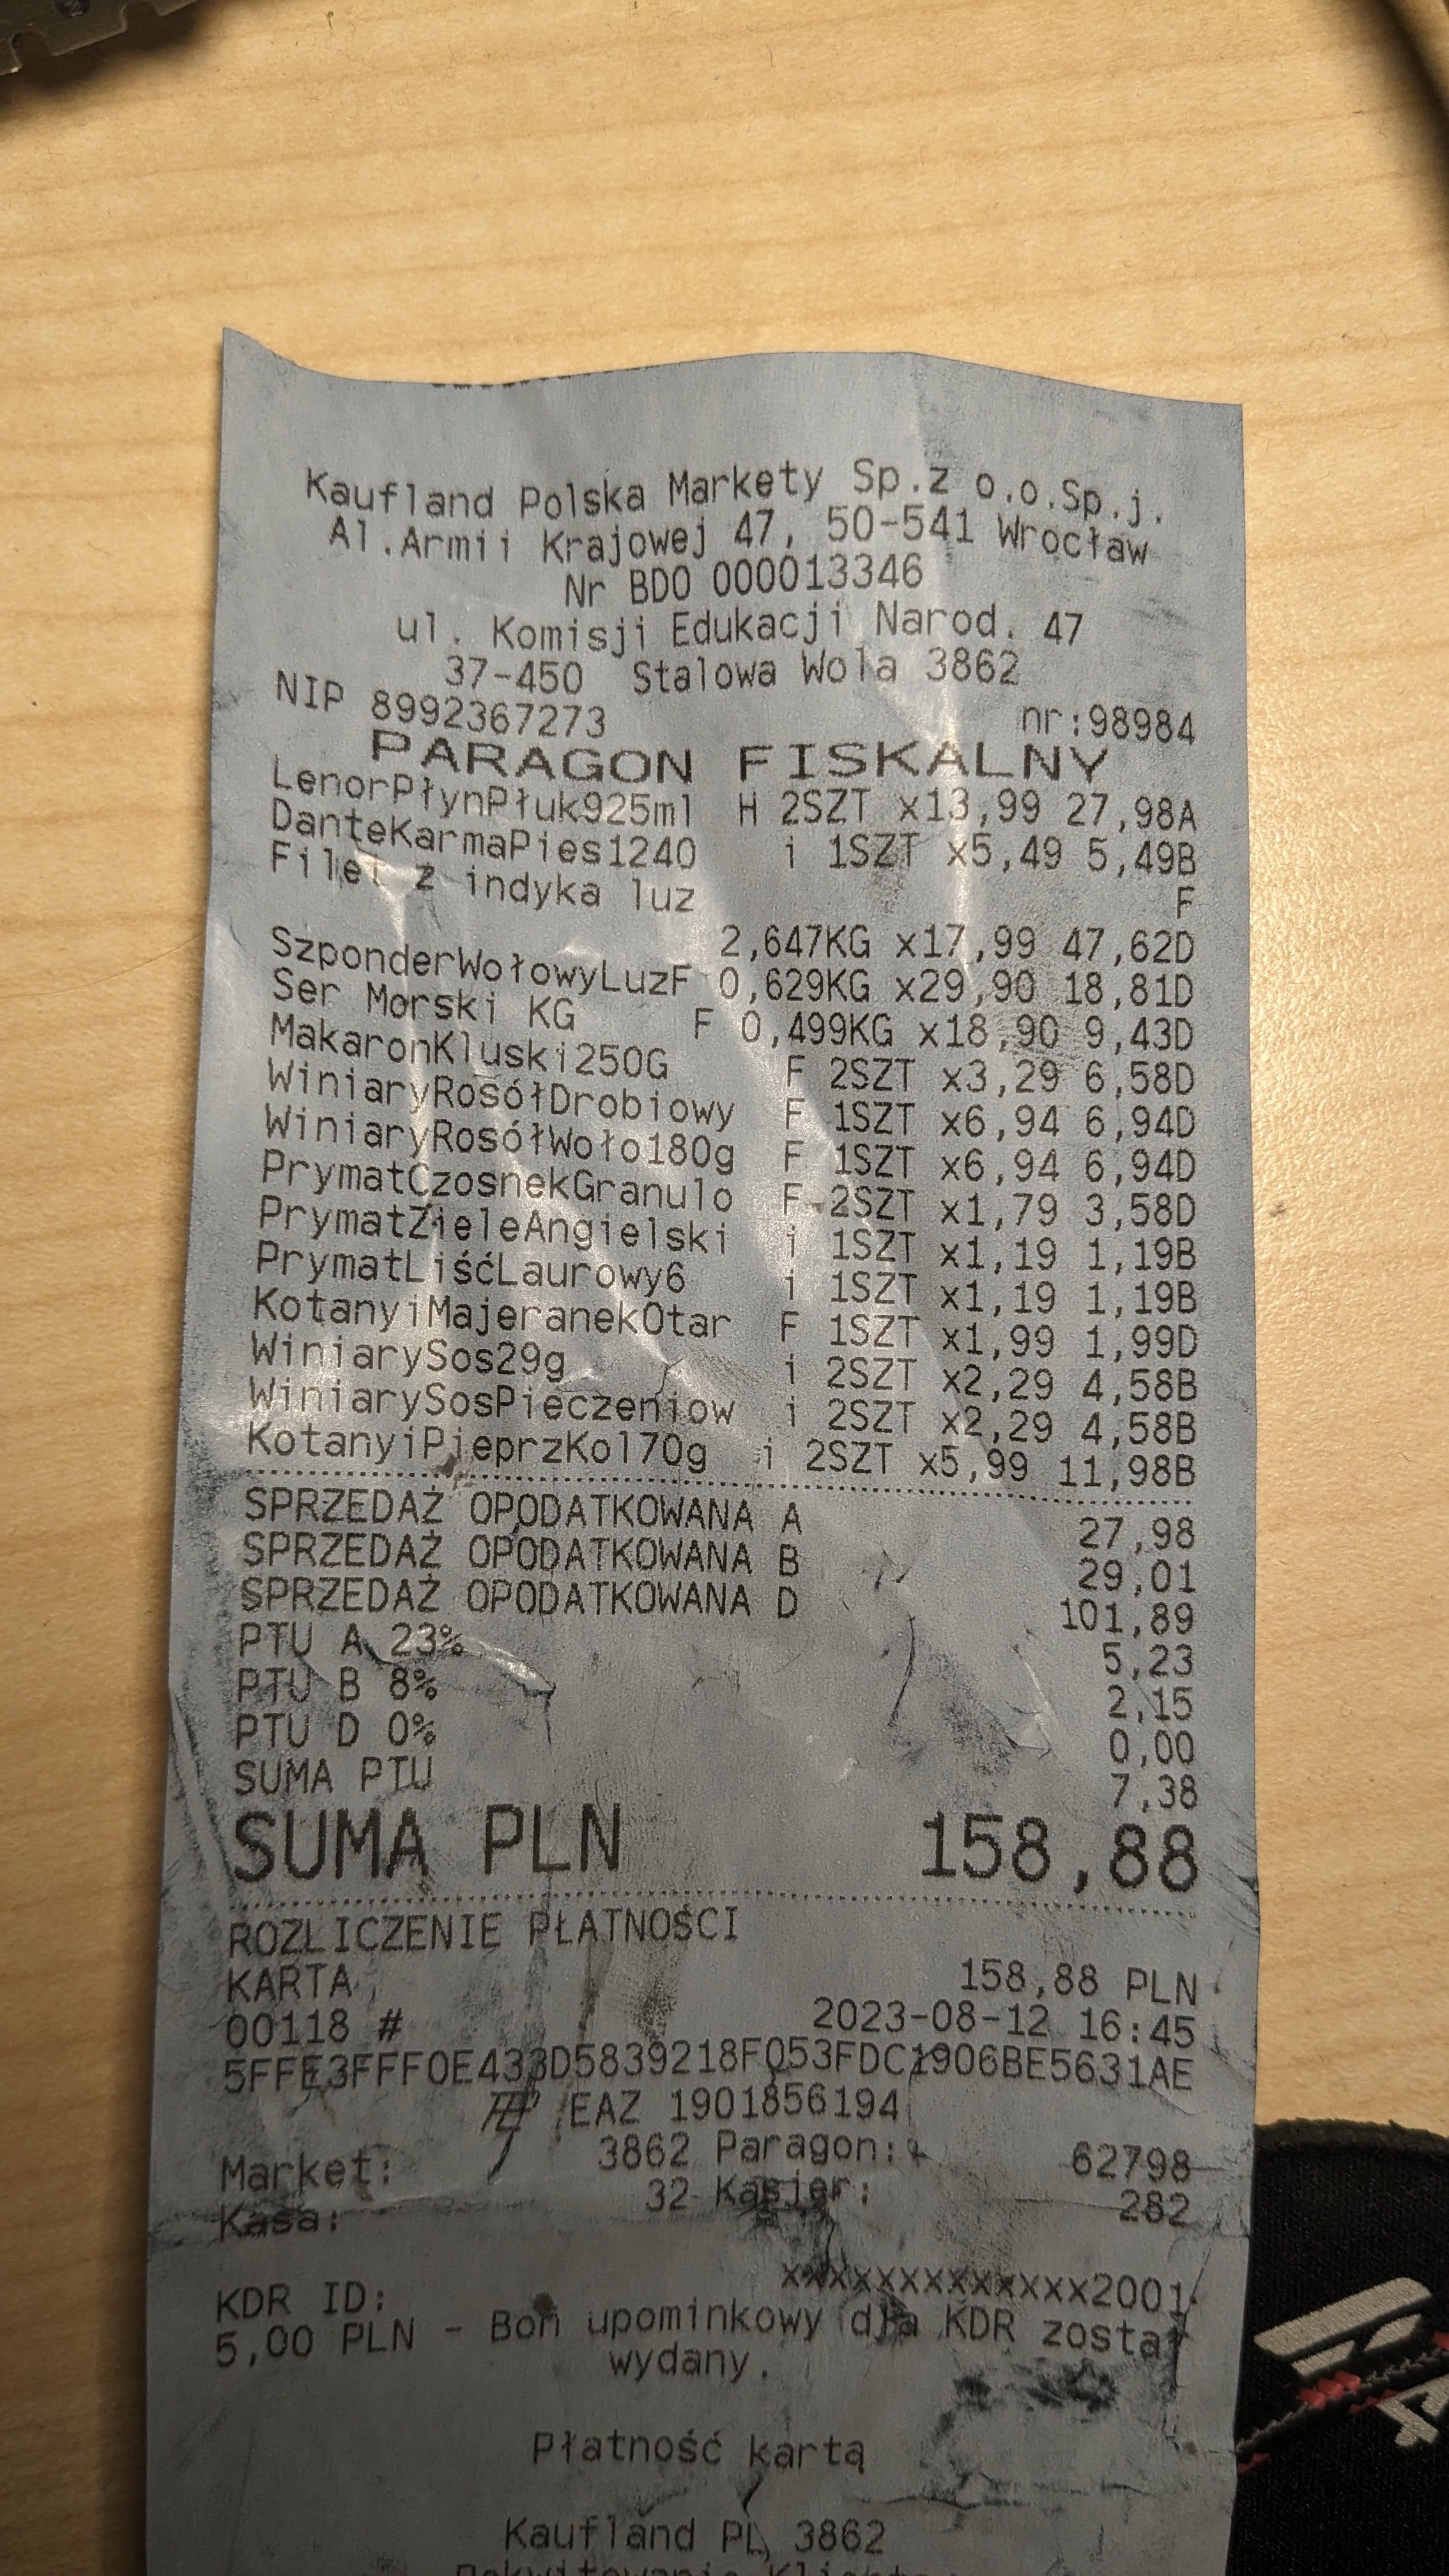 Kaufland Polska Markety Sp.z o.o.Sp.j.
Al.Armii Krajowej 47, 50-541 Wrocław
Nr BDO 000013346
ul. Komisji Edukacji Narod. 47
37-450 Stalowa Wola 3862
NIP 8992367273 nr:98984
PARAGON FISKALNY
LenorPłynPłuk925ml H 2SZT x13,99 27,98A
DanteKarmaPies1240 i 1SZT x5,49 5,49B
Filet z indyka luz F
2,647KG x17,99 47,62D
SzponderWołowyLuzF 0,629KG x29,90 18,81D
Ser Morski KG F 0,499KG x18,90 9,43D
MakaronKluski250G F 2SZT x3,29 6,58D
WiniaryRosółDrobiowy F 1SZT x6,94 6,94D
WiniaryRosółWoło180g F 1SZT x6,94 6,94D
PrymatCzosnekGranulo F 2SZT x1,79 3,58D
PrymatZieleAngielski i 1SZT x1,19 1,19B
PrymatLiśćLaurowy6 i 1SZT x1,19 1,19B
KotanyiMajeranekOtar F 1SZT x1,99 1,99D
WiniarySos29g i 2SZT x2,29 4,58B
WiniarySosPieczeniow i 2SZT x2,29 4,58B
KotanyiPieprzKol70g i 2SZT x5,99 11,98B
SPRZEDAŻ OPODATKOWANA A 27,98
SPRZEDAŻ OPODATKOWANA B 29,01
SPRZEDAŻ OPODATKOWANA D 101,89
PTU A 23% 5,23
PTU B 8% 2,15
PTU D 0% 0,00
SUMA PTU 7,38
SUMA PLN 158,88
ROZLICZENIE PŁATNOŚCI
KARTA 158,88 PLN
00118 # 2023-08-12 16:45
5FFE3FFF0E433D5839218F053FDC1906BE5631AE
EAZ 1901856194
Market: 3862 Paragon: 62798
Kasa: 32 Kasjer: 282
KDR ID: xxxxxxxxxxxxx2001
5,00 PLN - Bon upominkowy dla KDR został
wydany.
Płatność kartą
Kaufland PL 3862